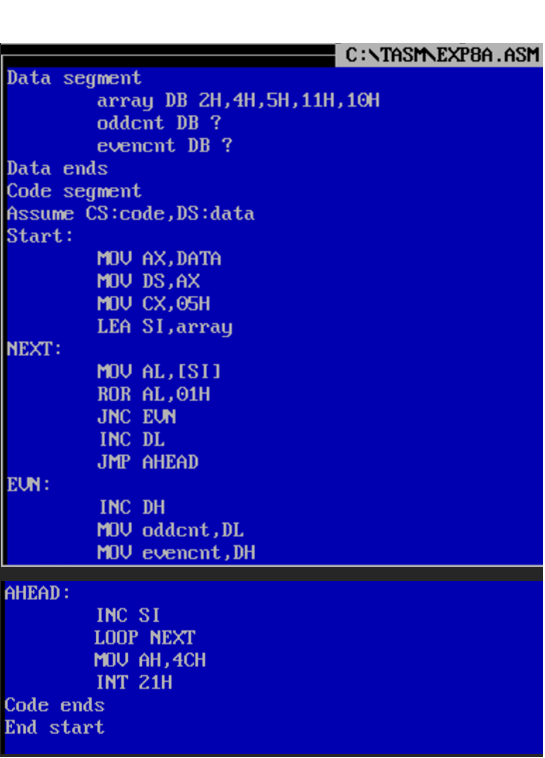 C:\TASM\EXP8A.ASM
Data segment
array DB 2H,4H,5H,11H,10H
oddcnt DB ?
evencnt DB ?
Data ends
Code segment
Assume CS:code,DS:data
Start:
MOV AX,DATA
MOV DS,AX
MOV CX,05H
LEA SI,array
NEXT:
MOV AL,[SI]
ROR AL,01H
JNC EVN
INC DL
JMP AHEAD
EVN:
INC DH
MOV oddcnt,DL
MOV evencnt,DH
AHEAD:
INC SI
LOOP NEXT
MOV AH,4CH
INT 21H
Code ends
End start